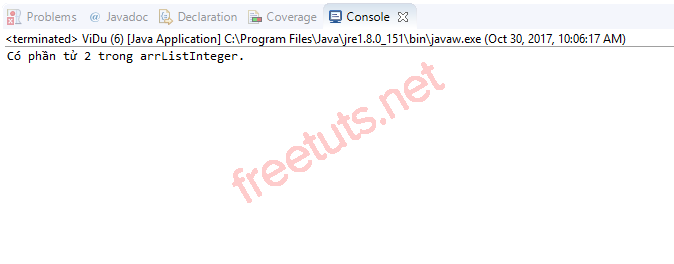 Problems @ Javadoc Declaration Coverage Console
<terminated> ViDu (6) [Java Application] C:\Program Files\Java\jre1.8.0_151\bin\javaw.exe (Oct 30, 2017, 10:06:17 AM)
Có phần tử 2 trong arrListInteger.
freetuts.net